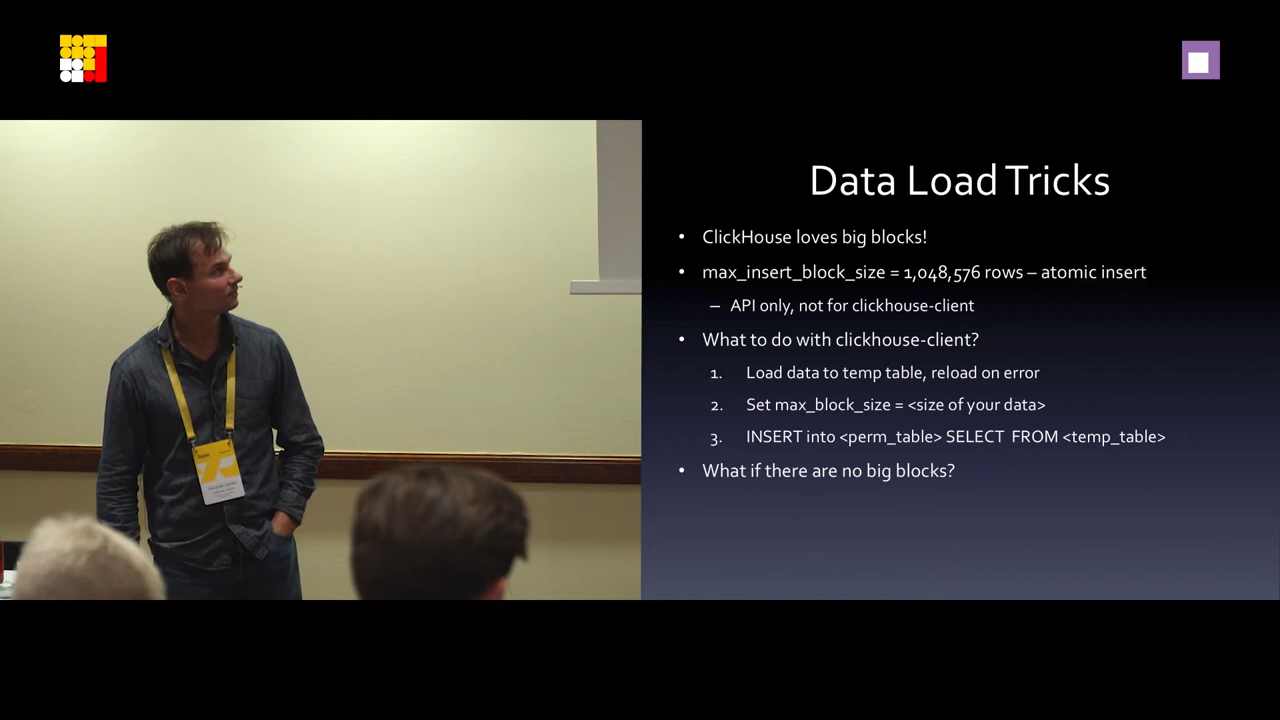 Data Load Tricks
• ClickHouse loves big blocks!
• max_insert_block_size = 1,048,576 rows – atomic insert
– API only, not for clickhouse-client
• What to do with clickhouse-client?
1. Load data to temp table, reload on error
2. Set max_block_size = <size of your data>
3. INSERT into <perm_table> SELECT FROM <temp_table>
• What if there are no big blocks?